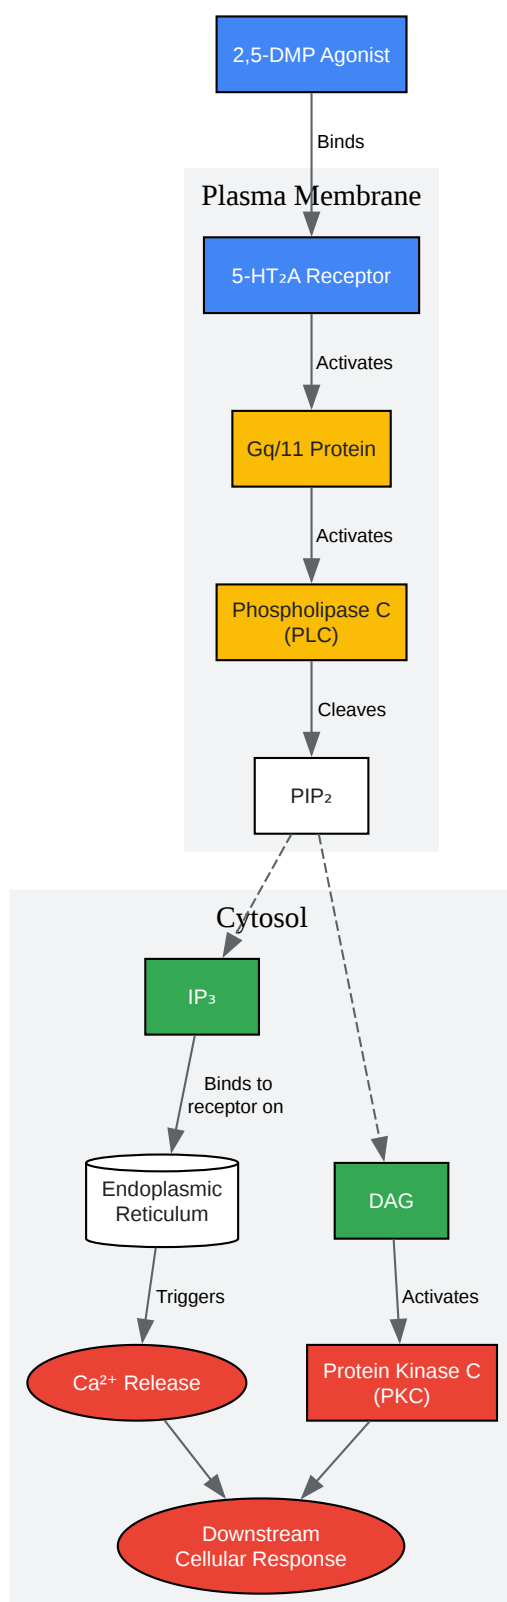 2,5-DMP Agonist
Binds
Plasma Membrane
5-HT₂A Receptor
Activates
Gq/11 Protein
Activates
Phospholipase C
(PLC)
Cleaves
PIP₂
Cytosol
IP₃
Binds to
receptor on
Endoplasmic
Reticulum
DAG
Triggers
Activates
Ca²⁺ Release
Protein Kinase C
(PKC)
Downstream
Cellular Response